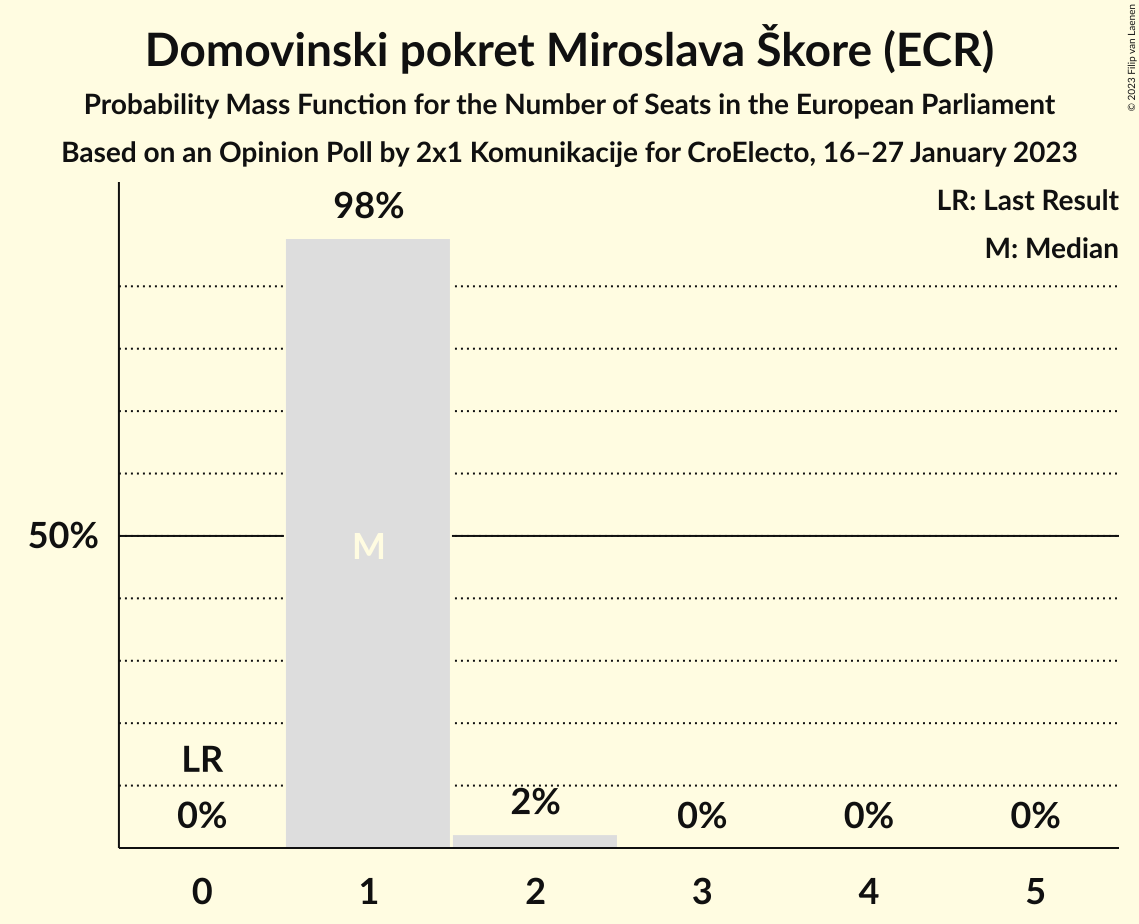 Domovinski pokret Miroslava Škore (ECR)
Probability Mass Function for the Number of Seats in the European Parliament
Based on an Opinion Poll by 2x1 Komunikacije for CroElecto, 16–27 January 2023
© 2023 Filip van Laenen
LR: Last Result
M: Median
98%
50%
M
LR
0%
2%
0%
0%
0%
0
1
2
3
4
5